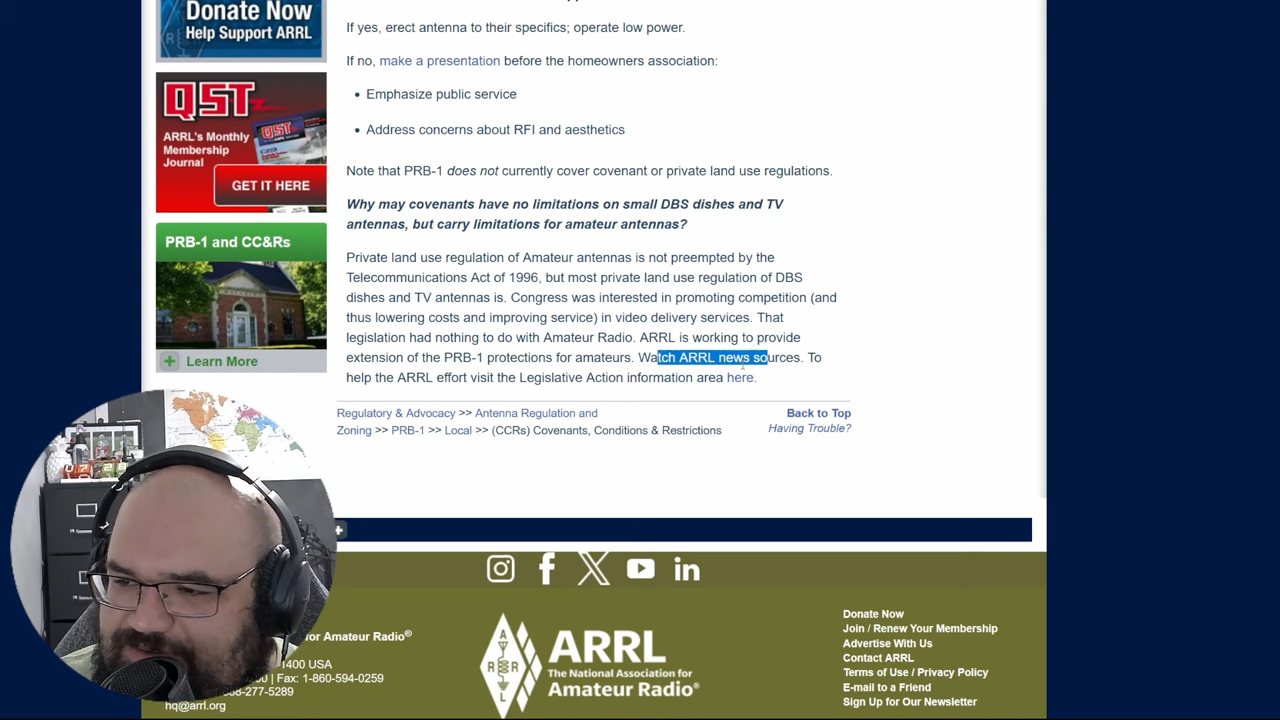 Donate Now
Help Support ARRL
QST
ARRL's Monthly
Membership
Journal
GET IT HERE
PRB-1 and CC&Rs
Learn More
If yes, erect antenna to their specifics; operate low power.
If no, make a presentation before the homeowners association:
• Emphasize public service
• Address concerns about RFI and aesthetics
Note that PRB-1 does not currently cover covenant or private land use regulations.
Why may covenants have no limitations on small DBS dishes and TV
antennas, but carry limitations for amateur antennas?
Private land use regulation of Amateur antennas is not preempted by the
Telecommunications Act of 1996, but most private land use regulation of DBS
dishes and TV antennas is. Congress was interested in promoting competition (and
thus lowering costs and improving service) in video delivery services. That
legislation had nothing to do with Amateur Radio. ARRL is working to provide
extension of the PRB-1 protections for amateurs. Watch ARRL news sources. To
help the ARRL effort visit the Legislative Action information area here.
Regulatory & Advocacy >> Antenna Regulation and
Zoning >> PRB-1 >> Local >> (CCRs) Covenants, Conditions & Restrictions
Back to Top
Having Trouble?
for Amateur Radio®
-1400 USA
| Fax: 1-860-594-0259
-277-5289
hq@arrl.org
A
R R
L
ARRL
The National Association for
Amateur Radio®
Donate Now
Join / Renew Your Membership
Advertise With Us
Contact ARRL
Terms of Use / Privacy Policy
E-mail to a Friend
Sign Up for Our Newsletter